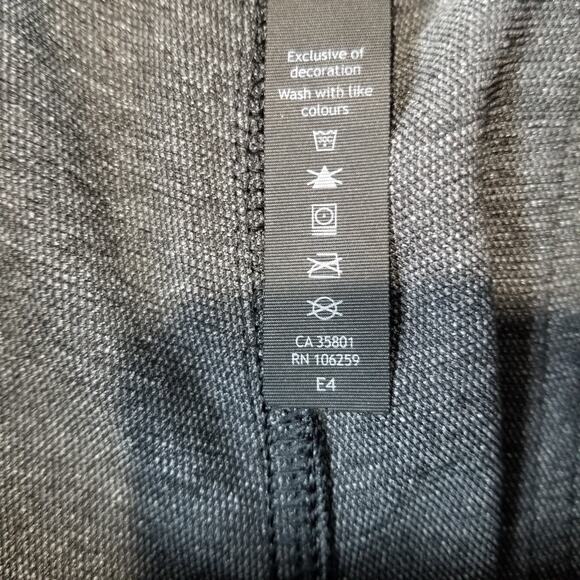 Exclusive of
decoration
Wash with like
colours
CA 35801
RN 106259
E4